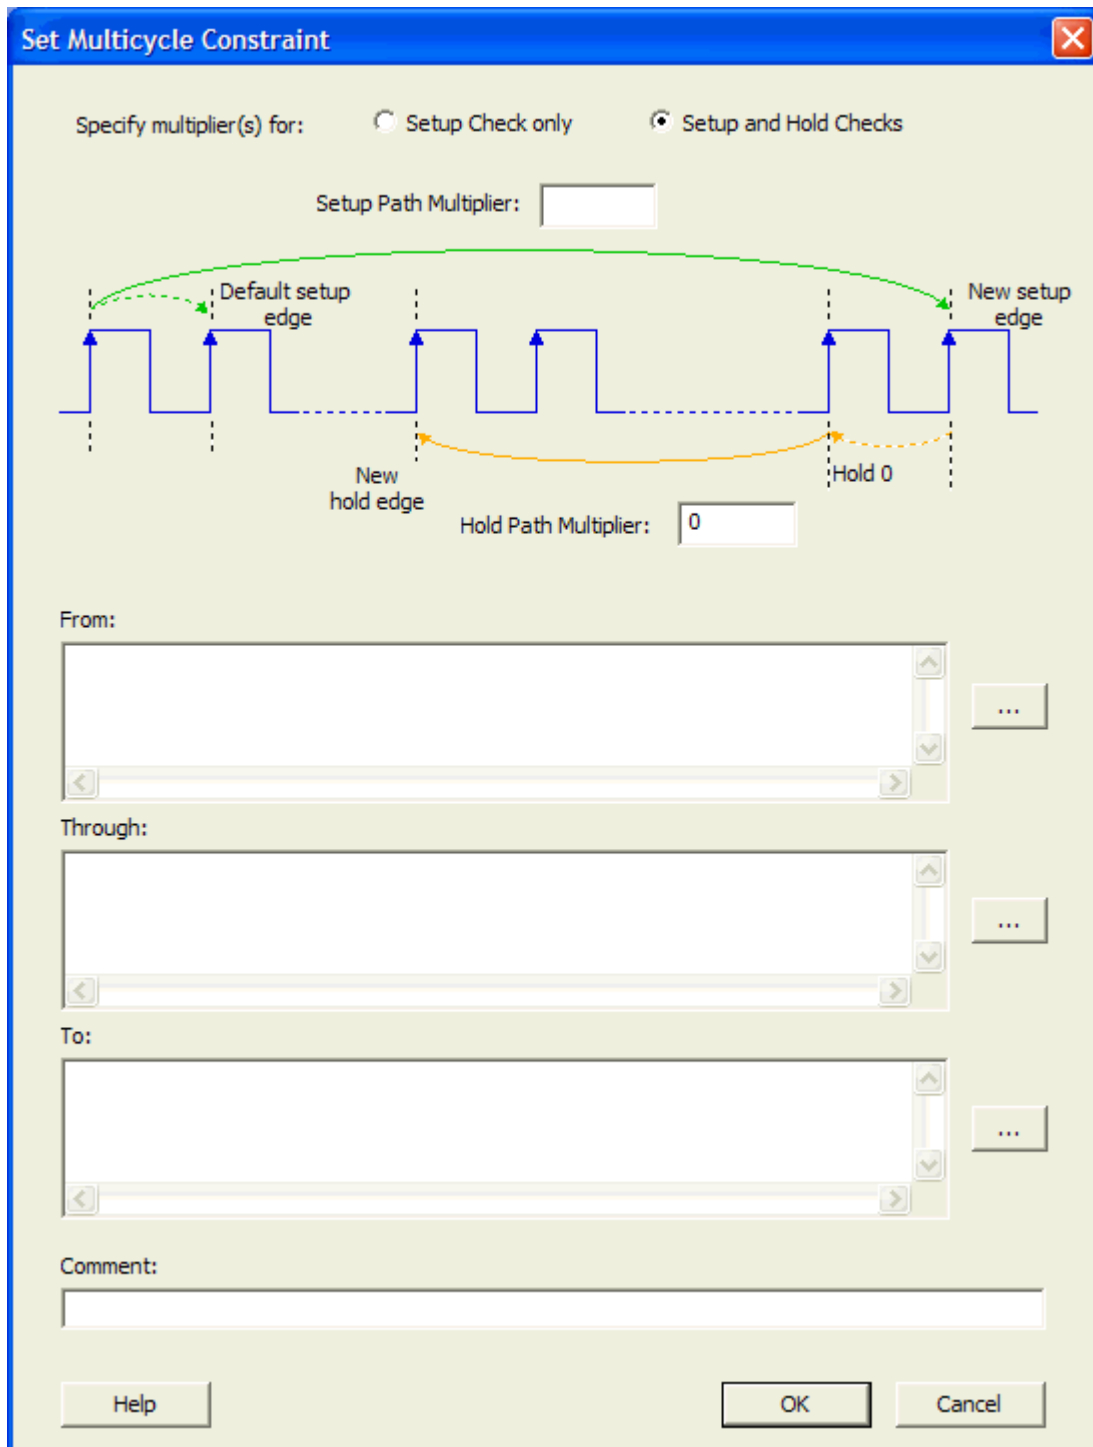 Set Multicycle Constraint
Specify multiplier(s) for: Setup Check only Setup and Hold Checks
Setup Path Multiplier:
Default setup
edge
New setup
edge
New
hold edge
Hold 0
Hold Path Multiplier: 0
From:
...
Through:
...
To:
...
Comment:
Help OK Cancel